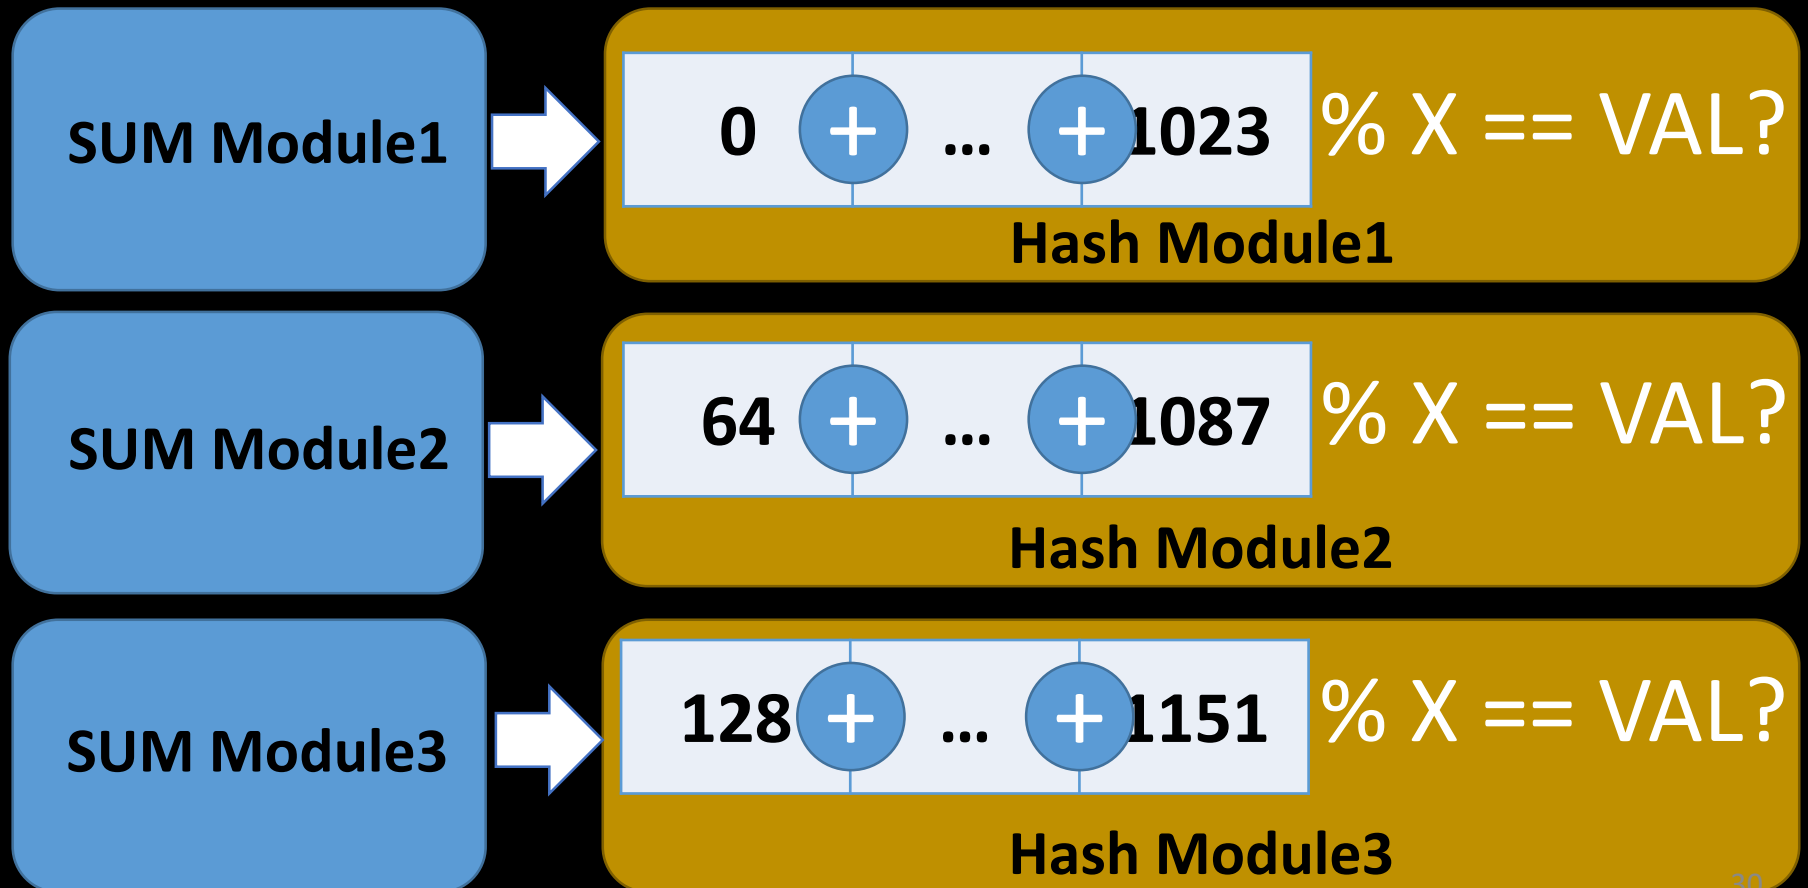 SUM Module1
0 + ... + 1023 % X == VAL?
Hash Module1
SUM Module2
64 + ... + 1087 % X == VAL?
Hash Module2
SUM Module3
128 + ... + 1151 % X == VAL?
Hash Module3
30